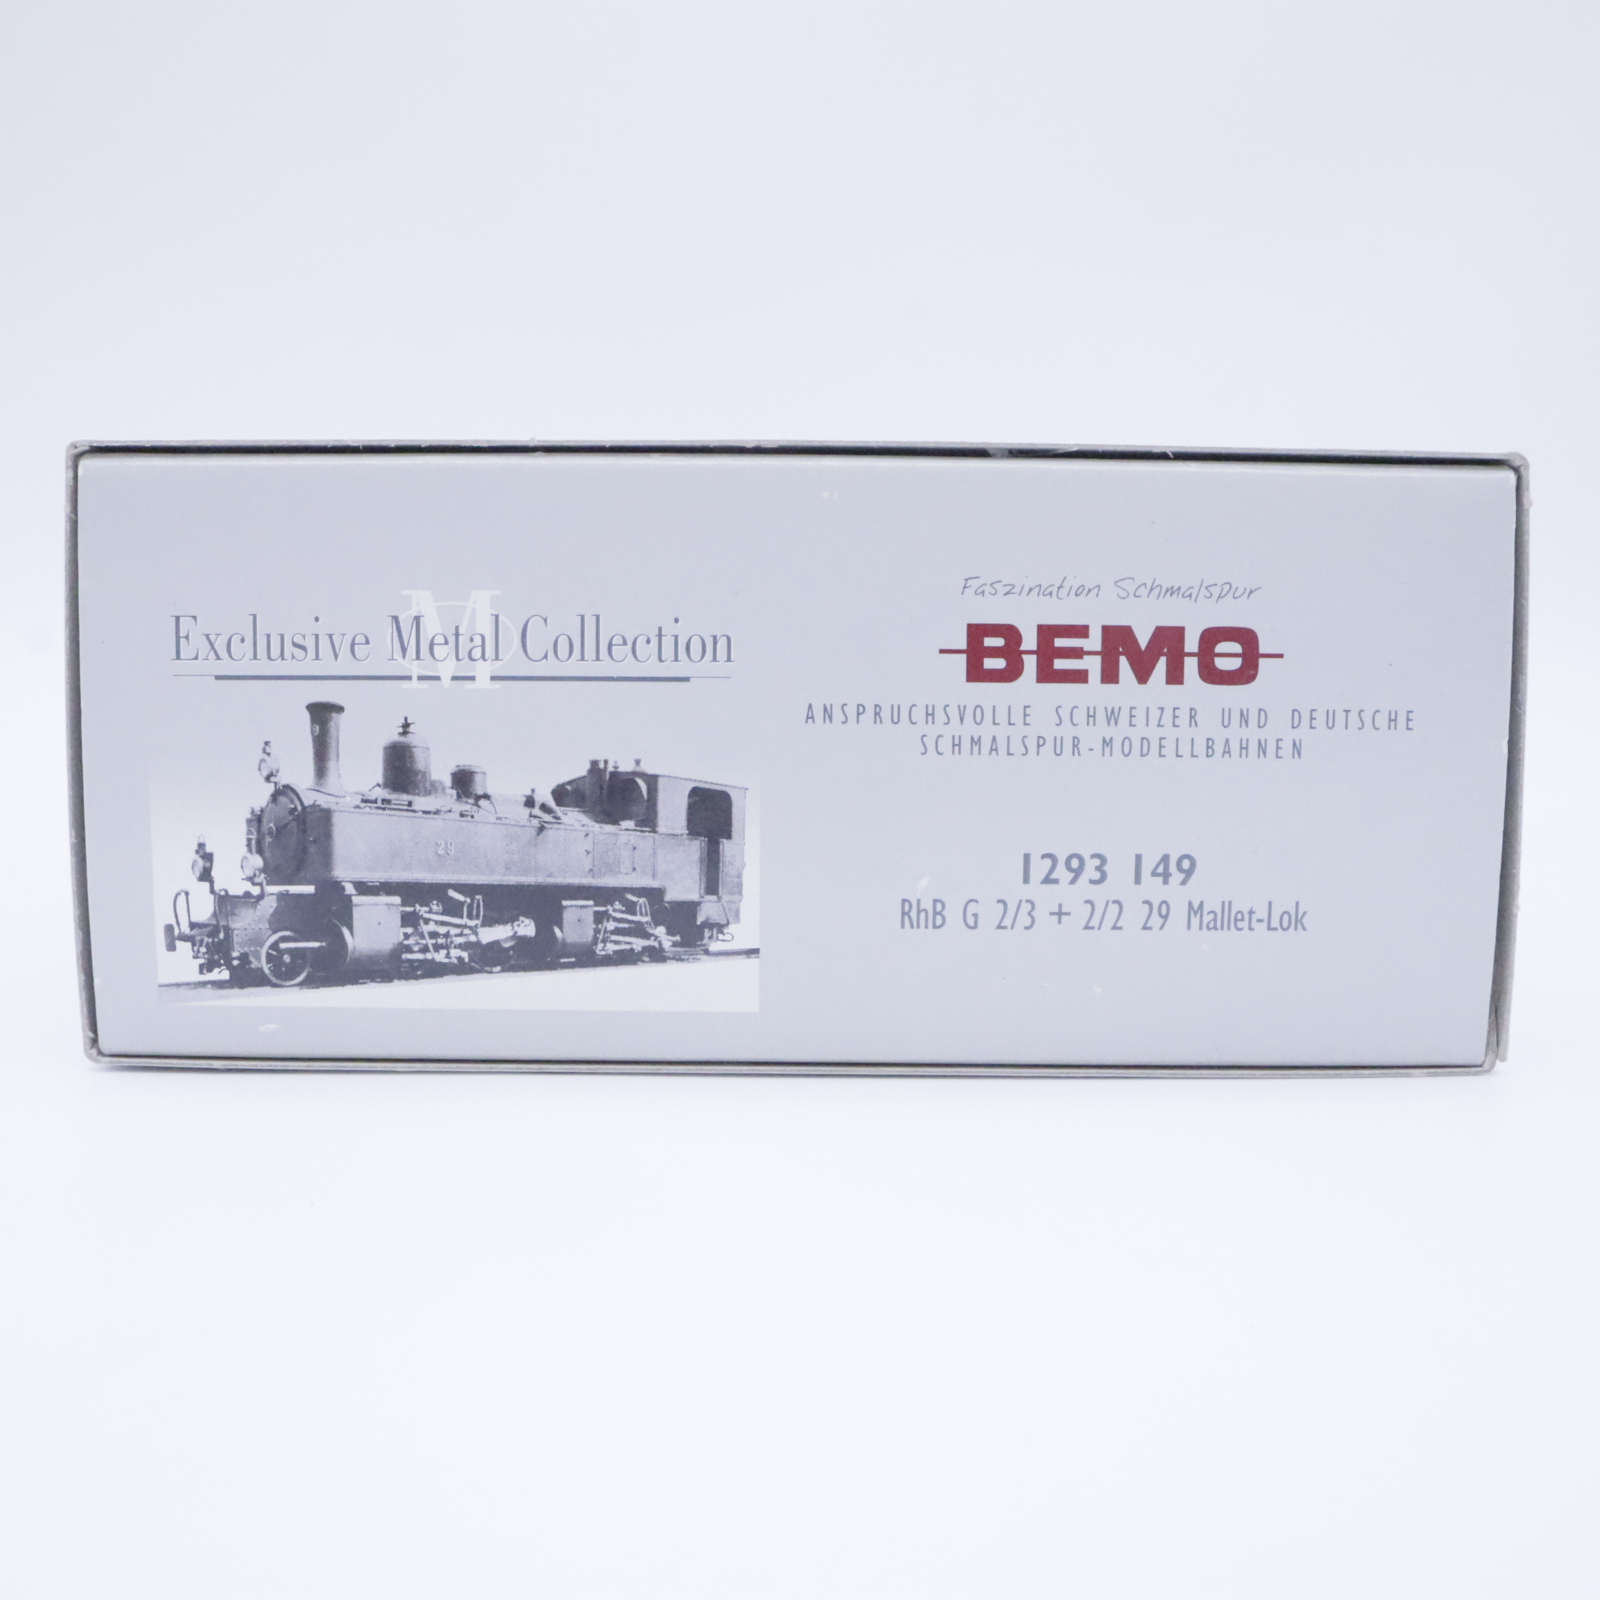 Exclusive Metal Collection
M
29
Faszination Schmalspur
BEMO
ANSPRUCHSVOLLE SCHWEIZER UND DEUTSCHE
SCHMALSPUR-MODELLBAHNEN
1293 149
RhB G 2/3 + 2/2 29 Mallet-Lok